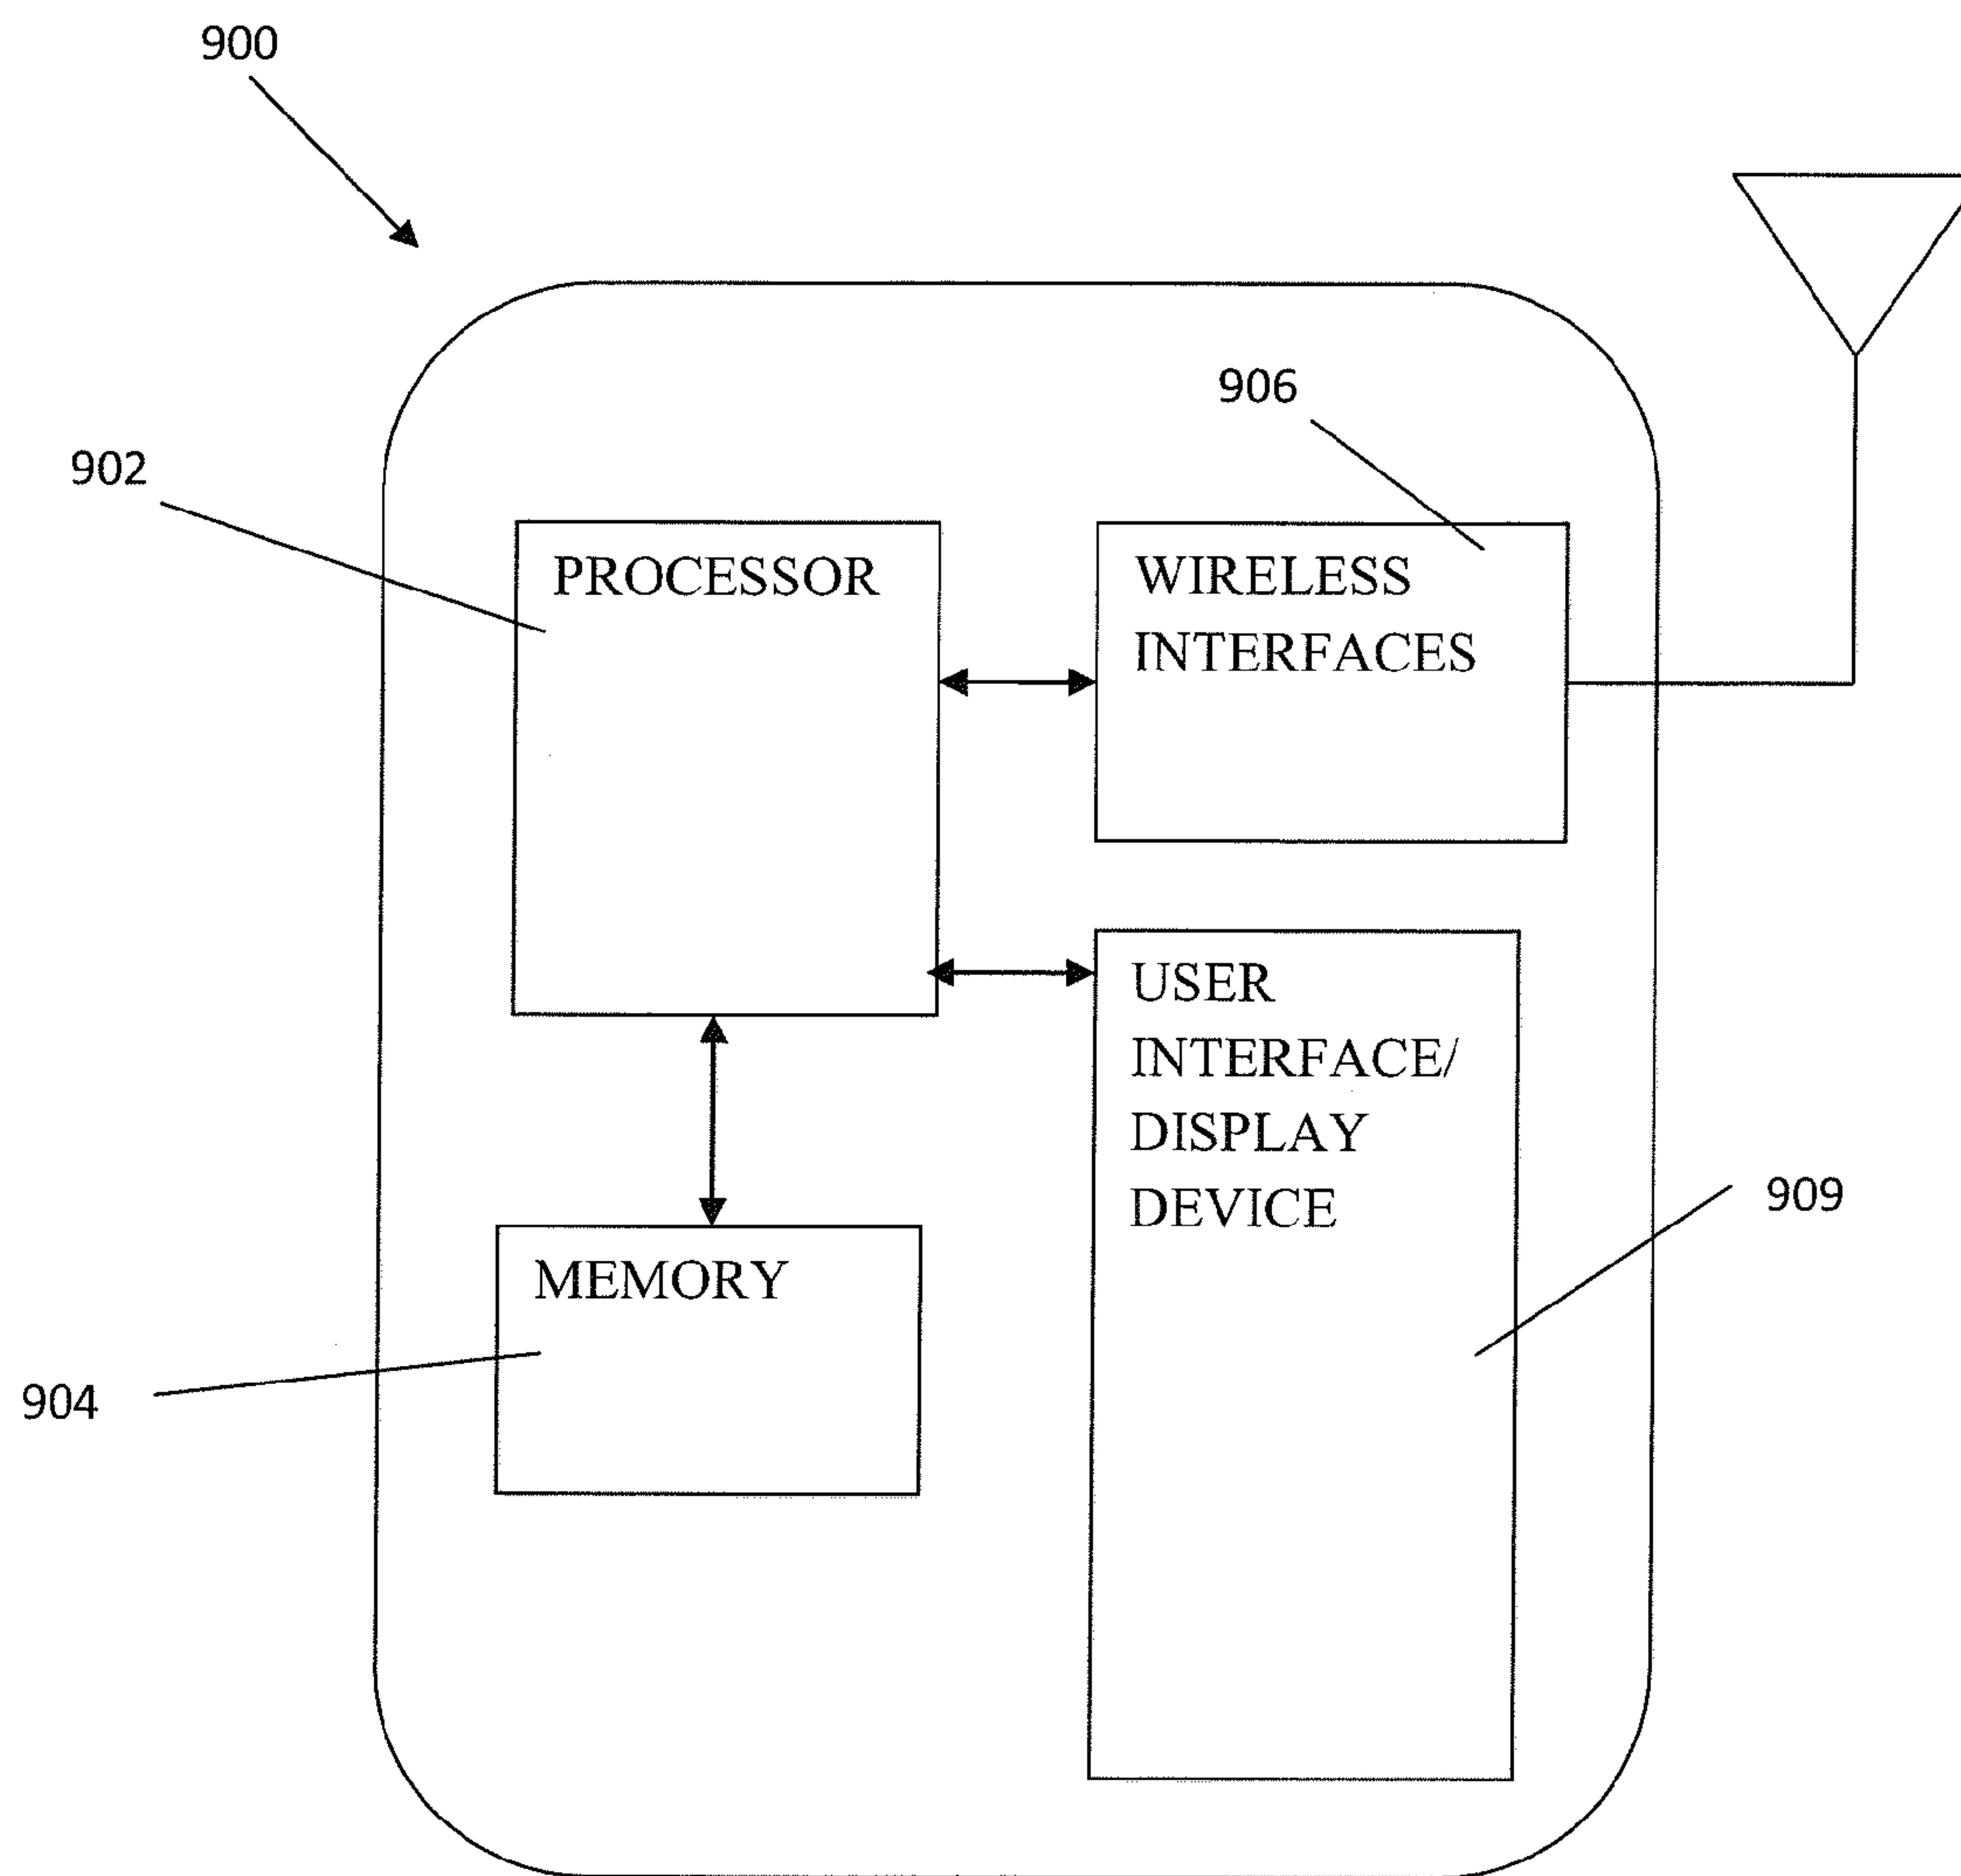 900
906
902
PROCESSOR
WIRELESS
INTERFACES
USER
INTERFACE/
DISPLAY
DEVICE
909
MEMORY
904